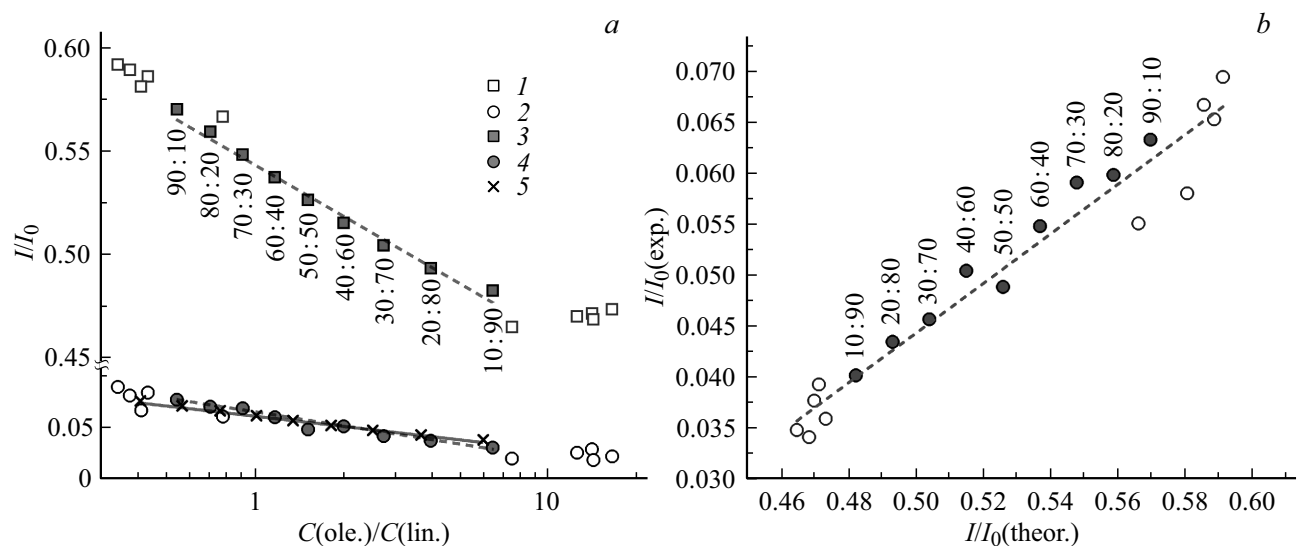 a
I/I0
0.60
0.55
0.50
0.45
0.05
0
1
2
3
4
5
90 : 10
80 : 20
70 : 30
60 : 40
50 : 50
40 : 60
30 : 70
20 : 80
10 : 90
1
10
C(ole.)/C(lin.)
b
I/I0(exp.)
0.070
0.065
0.060
0.055
0.050
0.045
0.040
0.035
0.030
10 : 90
20 : 80
30 : 70
40 : 60
50 : 50
60 : 40
70 : 30
80 : 20
90 : 10
0.46 0.48 0.50 0.52 0.54 0.56 0.58 0.60
I/I0(theor.)